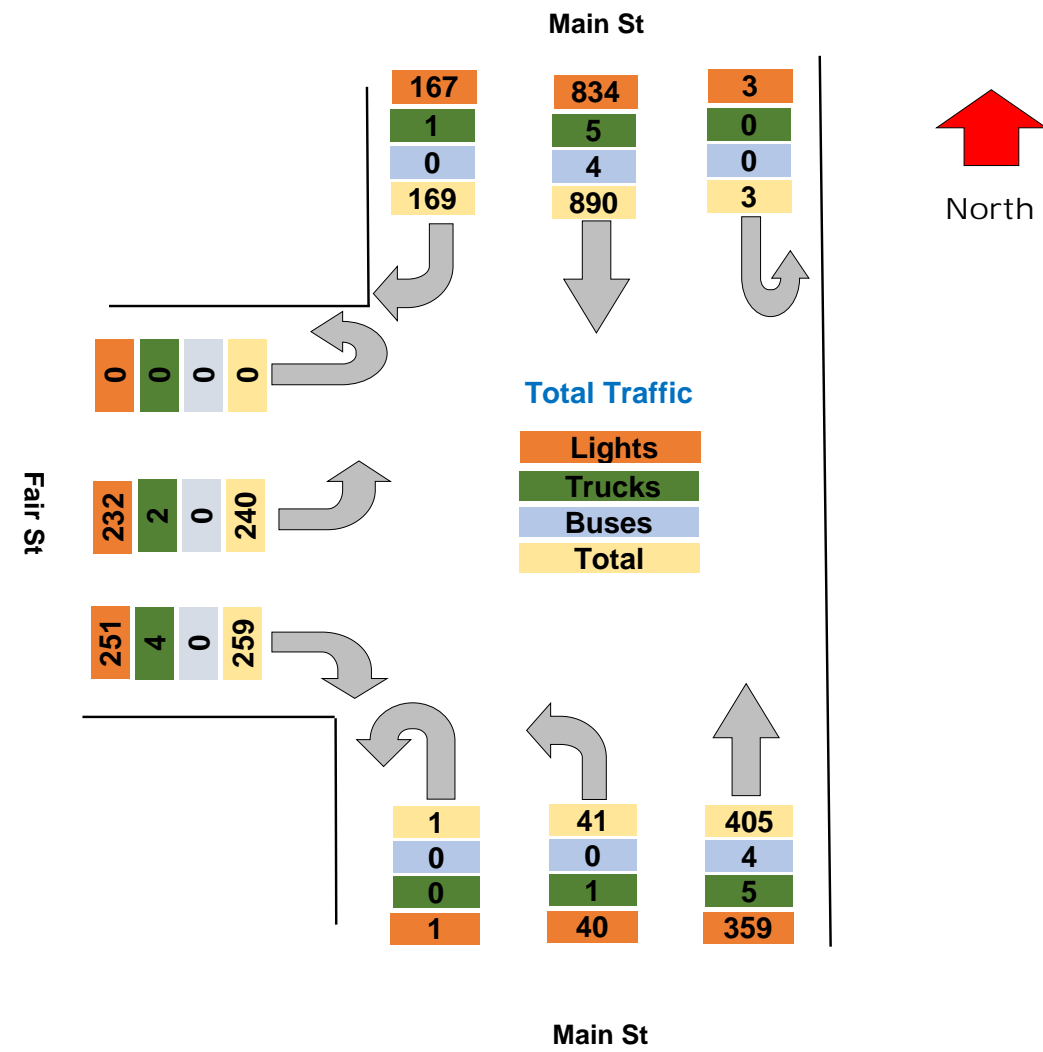 Main St
167 834 3
1 5 0
0 4 0
169 890 3
North
0 0 0 0
Total Traffic
Lights
Trucks
Buses
Total
Fair St
232 2 0 240
251 4 0 259
1 41 405
0 0 4
0 1 5
1 40 359
Main St